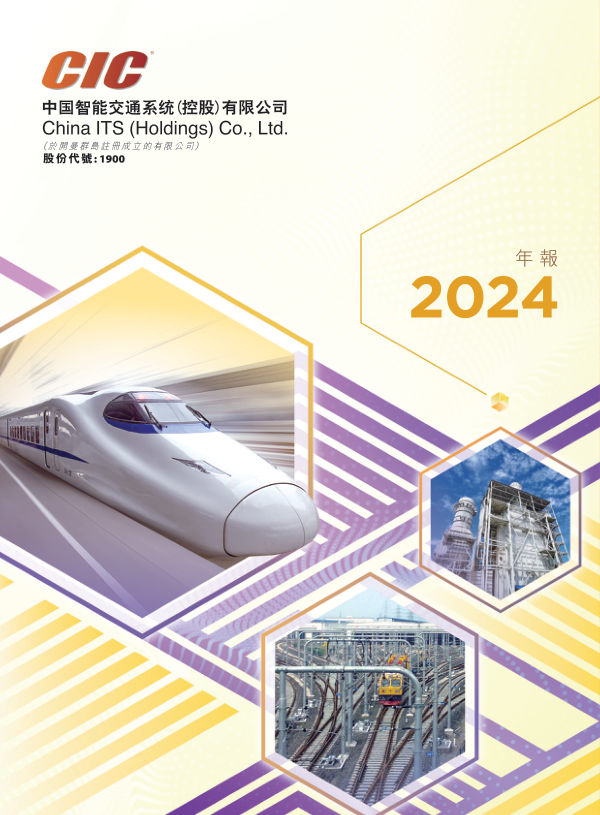 CIC
中国智能交通系统(控股)有限公司
China ITS (Holdings) Co., Ltd.
(於開曼群島註冊成立的有限公司)
股份代號:1900
年報
2024